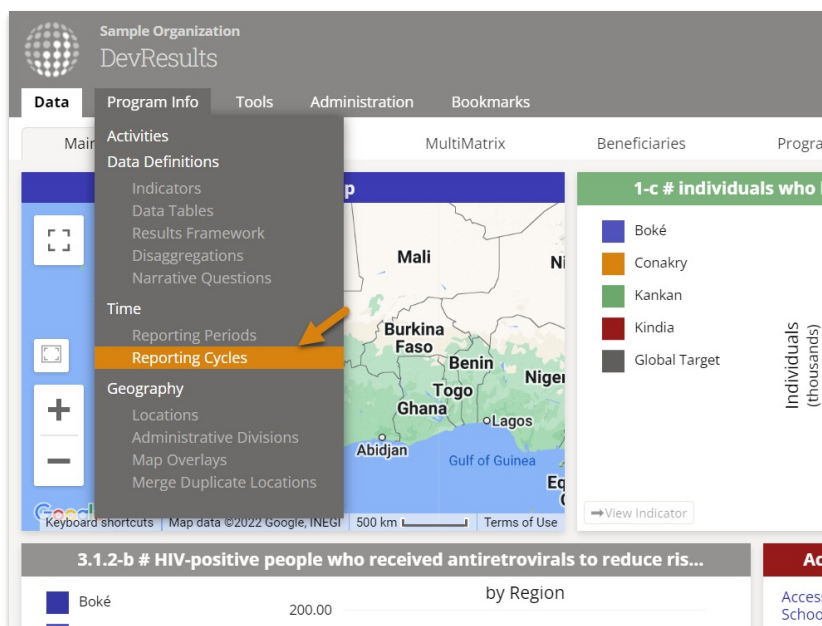 Sample Organization
DevResults
Data Program Info Tools Administration Bookmarks
MultiMatrix Beneficiaries
Activities
Data Definitions
Indicators
Data Tables
Results Framework
Disaggregations
Narrative Questions
Time
Reporting Periods
Reporting Cycles
Geography
Locations
Administrative Divisions
Map Overlays
Merge Duplicate Locations
Mali
Burkina
Faso
Benin
Togo
Ghana
Lagos
Abidjan
Gulf of Guinea
Keyboard shortcuts Map data ©2022 Google, INEGI 500 km Terms of Use
1-c # individuals who
Boké
Conakry
Kankan
Kindia
Global Target
Individuals
(thousands)
View Indicator
3.1.2-b # HIV-positive people who received antiretrovirals to reduce ris...
by Region
Boké
200.00